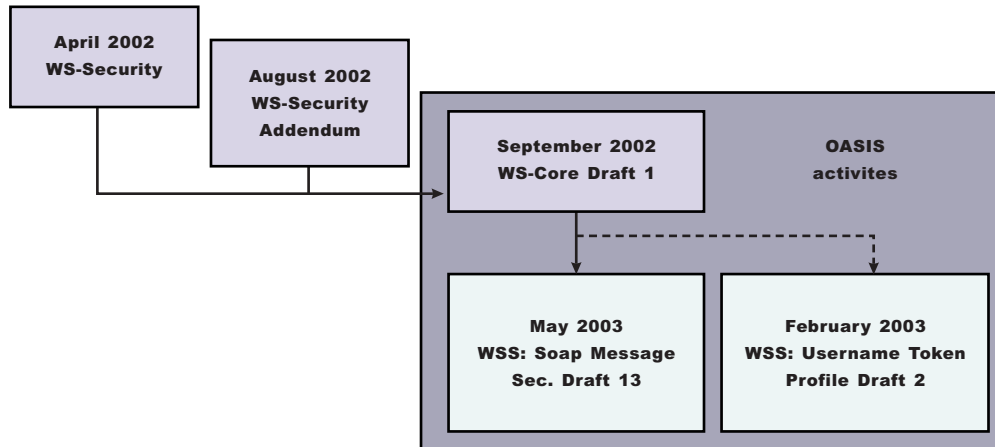 April 2002
WS-Security
August 2002
WS-Security
Addendum
September 2002
WS-Core Draft 1
OASIS
activites
May 2003
WSS: Soap Message
Sec. Draft 13
February 2003
WSS: Username Token
Profile Draft 2